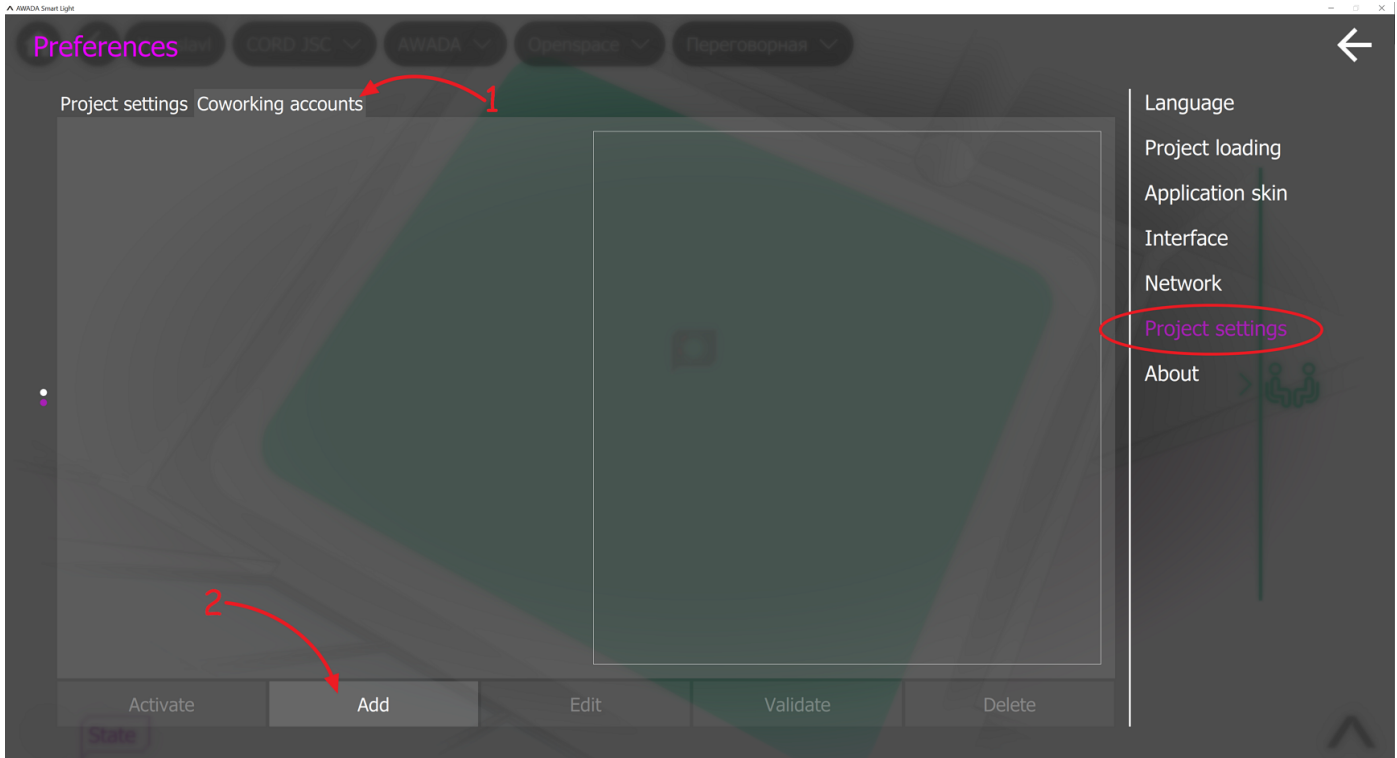 AWADA Smart Light
Preferences
CORD JSC
AWADA
Openspace
Переговорная
Project settings
Coworking accounts
1
Language
Project loading
Application skin
Interface
Network
Project settings
About
2
Activate
Add
Edit
Validate
Delete
State